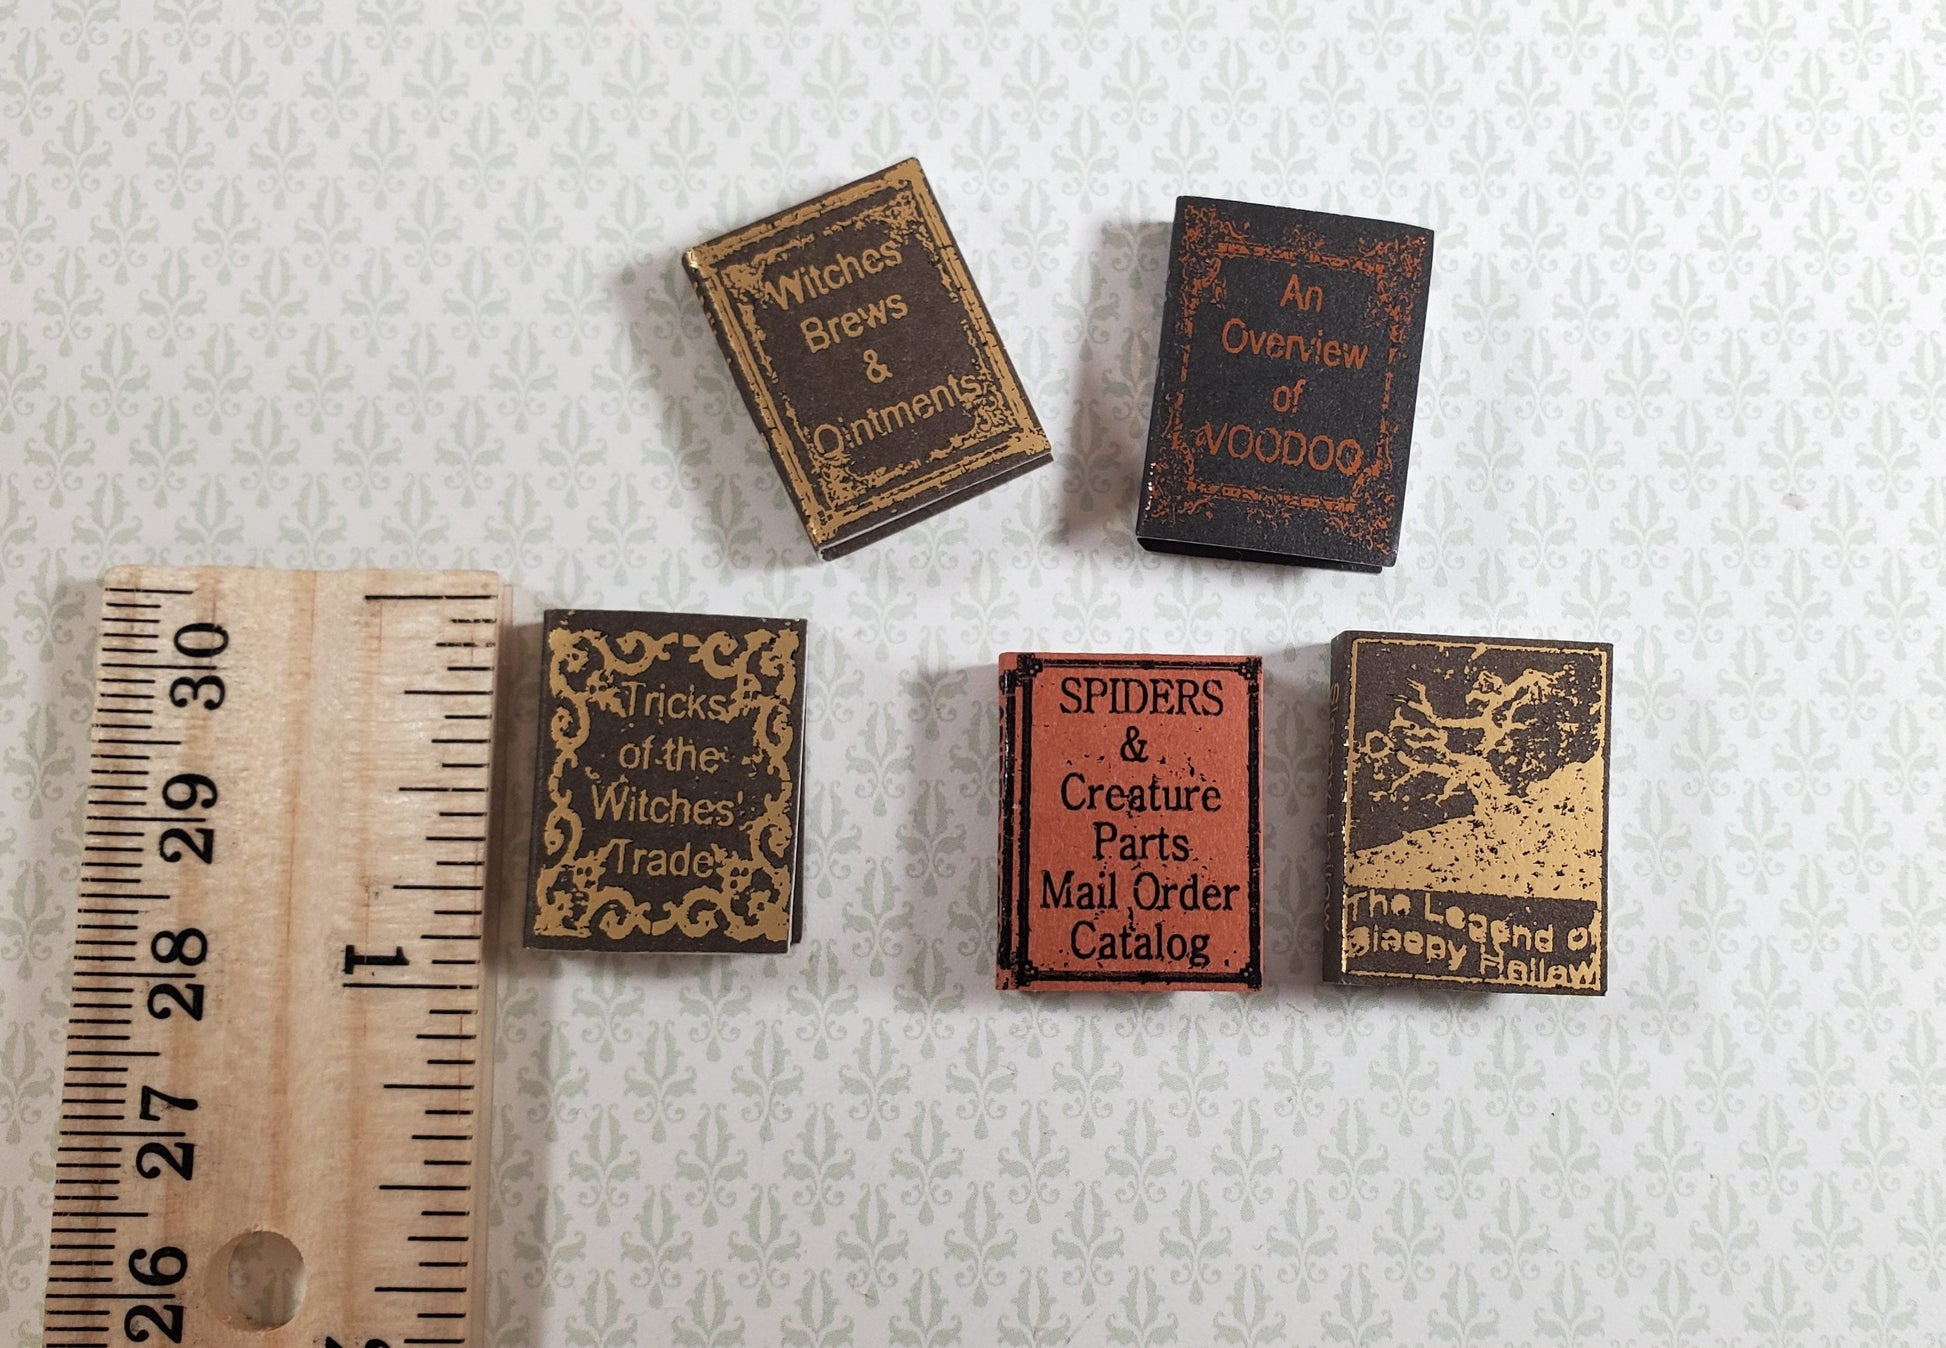 Witches'
Brews
&
Ointments
An
Overview
of
VOODOO
Tricks
of the
Witches'
Trade
SPIDERS
&
Creature
Parts
Mail Order
Catalog
The Legend of
Sleepy Hollow
30
29
28
27
26
1